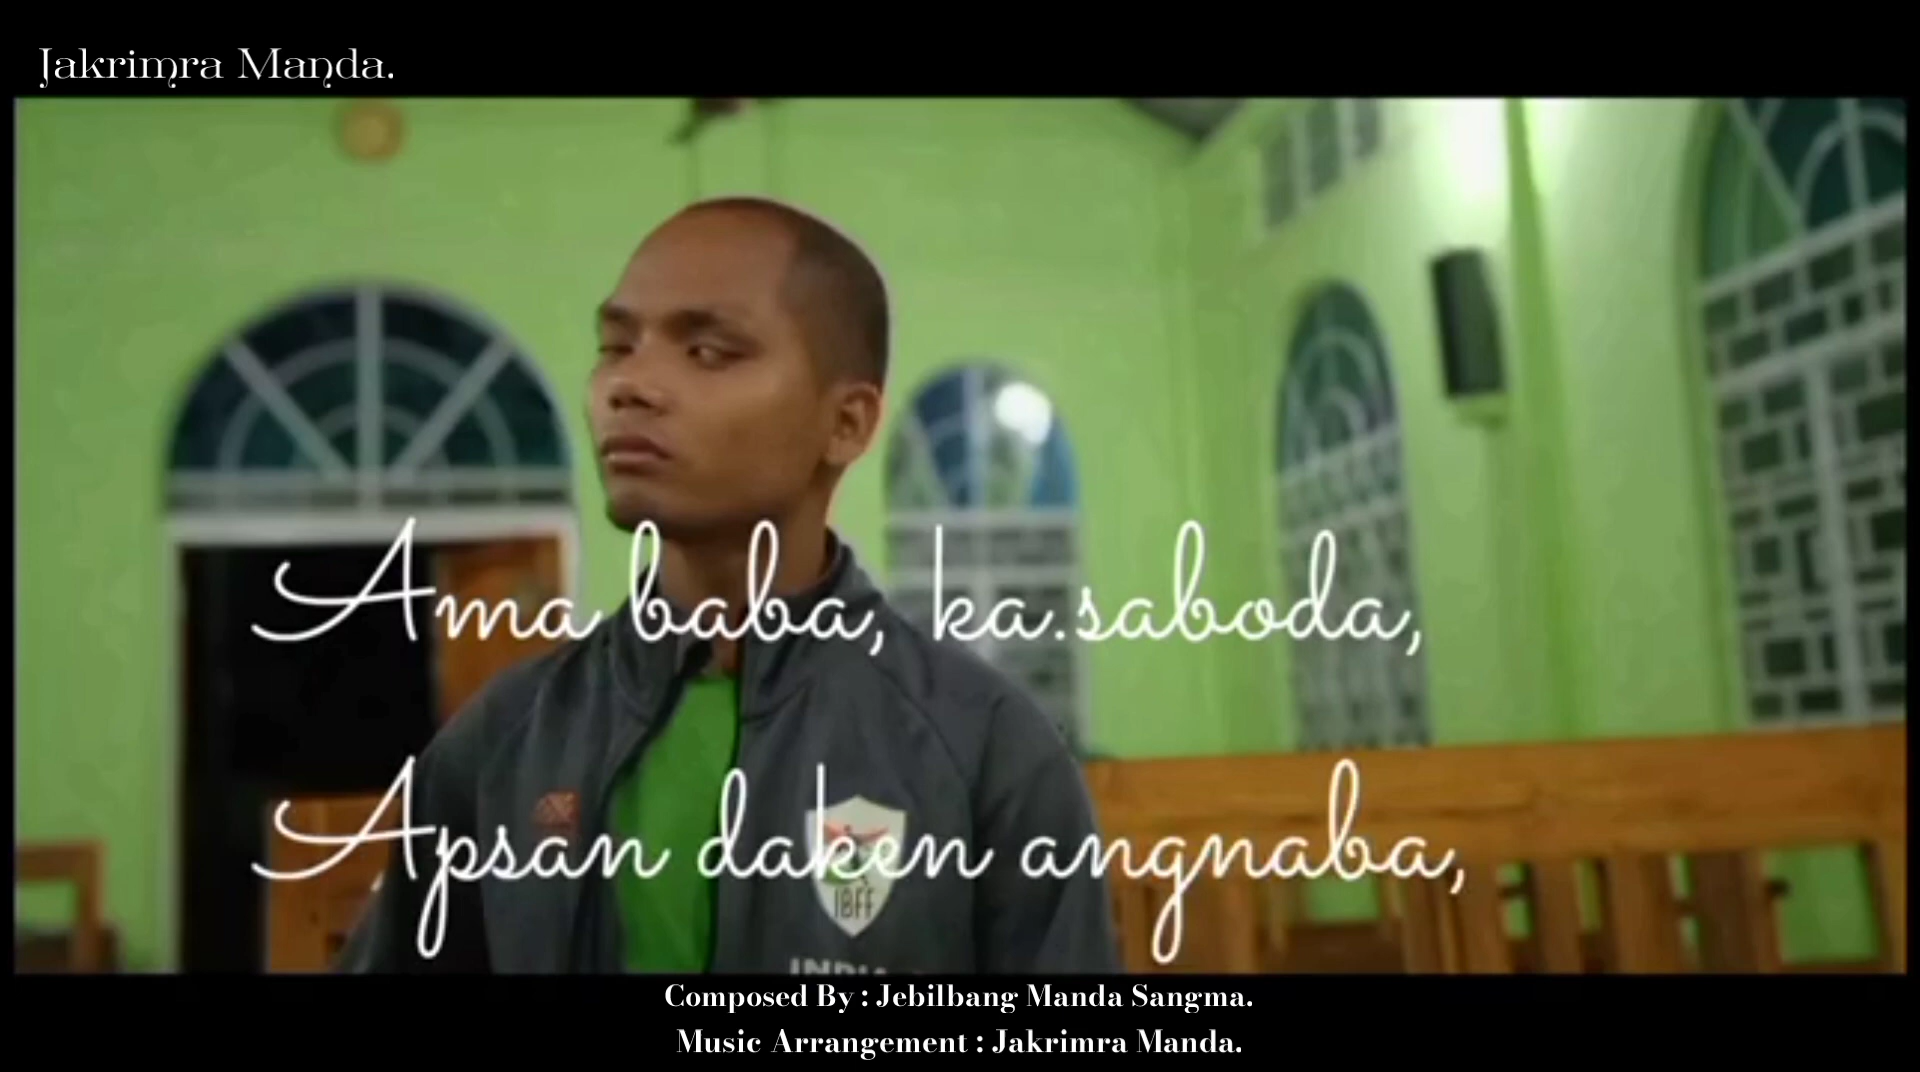 Jakrimra Manda.
Ama baba, ka.saboda,
Apsan daken angnaba,
IBFF
INDIA
Composed By : Jebilbang Manda Sangma.
Music Arrangement : Jakrimra Manda.